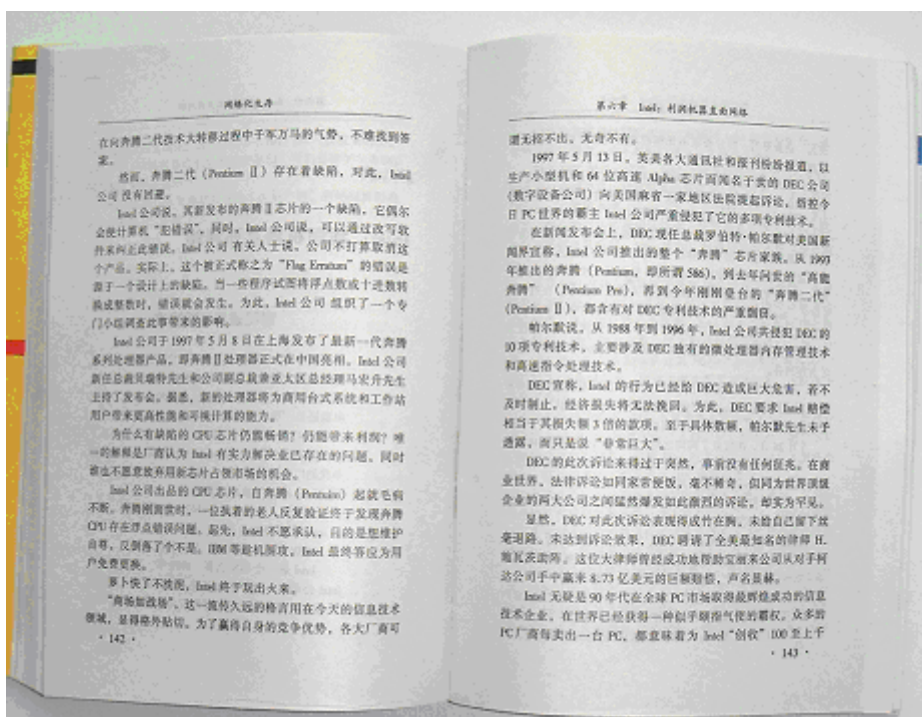 网络化生存
在向奔腾二代技术大转移过程中千军万马的气势，不难找到答
案。
然而，奔腾二代（Pentium Ⅱ）存在着缺陷，对此，Intel
公司没有回避。
Intel公司说，其新发布的奔腾Ⅱ芯片的一个缺陷，它偶尔
会使计算机“犯错误”。同时，Intel公司说，可以通过改写软
件来纠正此错误。Intel公司有关人士说，公司不打算取消这
个产品。实际上，这个被正式称之为“Flag Erratum”的错误是
源于一个设计上的缺陷。当一些程序试图将浮点数或十进数转
换成整数时，错误就会发生。为此，Intel公司组织了一个专
门小组调查此事带来的影响。
Intel公司于1997年5月8日在上海发布了最新一代奔腾
系列处理器产品，即奔腾Ⅱ处理器正式在中国亮相。Intel公司
新任总裁贝瑞特先生和公司副总裁兼亚太区总经理马宏升先生
主持了发布会。据悉，新的处理器将为商用台式系统和工作站
用户带来更高性能和可视计算的能力。
为什么有缺陷的CPU芯片仍能畅销？仍能带来利润？唯
一的解释是厂商认为Intel有实力解决业已存在的问题。同时
谁也不愿意放弃用新芯片占领市场的机会。
Intel公司出品的CPU芯片，自奔腾（Pentuim）起就毛病
不断。奔腾刚面世时，一位执着的老人反复验证终于发现奔腾
CPU存在浮点错误问题。起先，Intel不愿承认，目的是想维护
自尊，反倒落了个不是。IBM等趁机厮攻，Intel最终答应为用
户免费更换。
萝卜快了不洗泥，Intel终于玩出火来。
“商场如战场”，这一流传久远的格言用在今天的信息技术
领域，显得格外贴切。为了赢得自身的竞争优势，各大厂商可
·142·
第六章 Intel：利润机器直面网络
谓无招不出，无奇不有。
1997年5月13日，英美各大通讯社和报刊纷纷报道，以
生产小型机和64位高速Alpha芯片而闻名于世的DEC公司
（数字设备公司）向美国麻省一家地区法院提起诉讼，指控今
日PC世界的霸主Intel公司严重侵犯了它的多项专利技术。
在新闻发布会上，DEC现任总裁罗伯特·帕尔默对美国新
闻界宣称，Intel公司推出的整个“奔腾”芯片家族，从1993
年推出的奔腾（Pentium，即所谓586），到去年问世的“高能
奔腾”（Pentium Pro），再到今年刚刚登台的“奔腾二代”
（Pentium Ⅱ），都含有对DEC专利技术的严重剽窃。
帕尔默说，从1988年到1996年，Intel公司共侵犯DEC的
10项专利技术，主要涉及DEC独有的微处理器内存管理技术
和高速指令处理技术。
DEC宣称，Intel的行为已经给DEC造成巨大危害，若不
及时制止，经济损失将无法挽回。为此，DEC要求Intel赔偿
相当于其损失额3倍的款项。至于具体数额，帕尔默先生未予
透露，而只是说“非常巨大”。
DEC的此次诉讼来得过于突然，事前没有任何征兆。在商
业世界，法律诉讼如同家常便饭，毫不稀奇，但同为世界顶级
企业的两大公司之间猛然爆发如此激烈的诉讼，却实为罕见。
显然，DEC对此次诉讼表现得成竹在胸，未给自己留下丝
毫退路。未达到诉讼效果，DEC聘请了全美最知名的律师H.
施瓦茨助阵。这位大律师曾经成功地帮助宝丽来公司从对手柯
达公司手中赢来8.73亿美元的巨额赔偿，声名显赫。
Intel无疑是90年代在全球PC市场取得最辉煌成功的信息
技术企业，在世界已经获得一种似乎颐指气使的霸权。众多的
PC厂商每卖出一台PC，都意味着为Intel“创收”100至上千
·143·